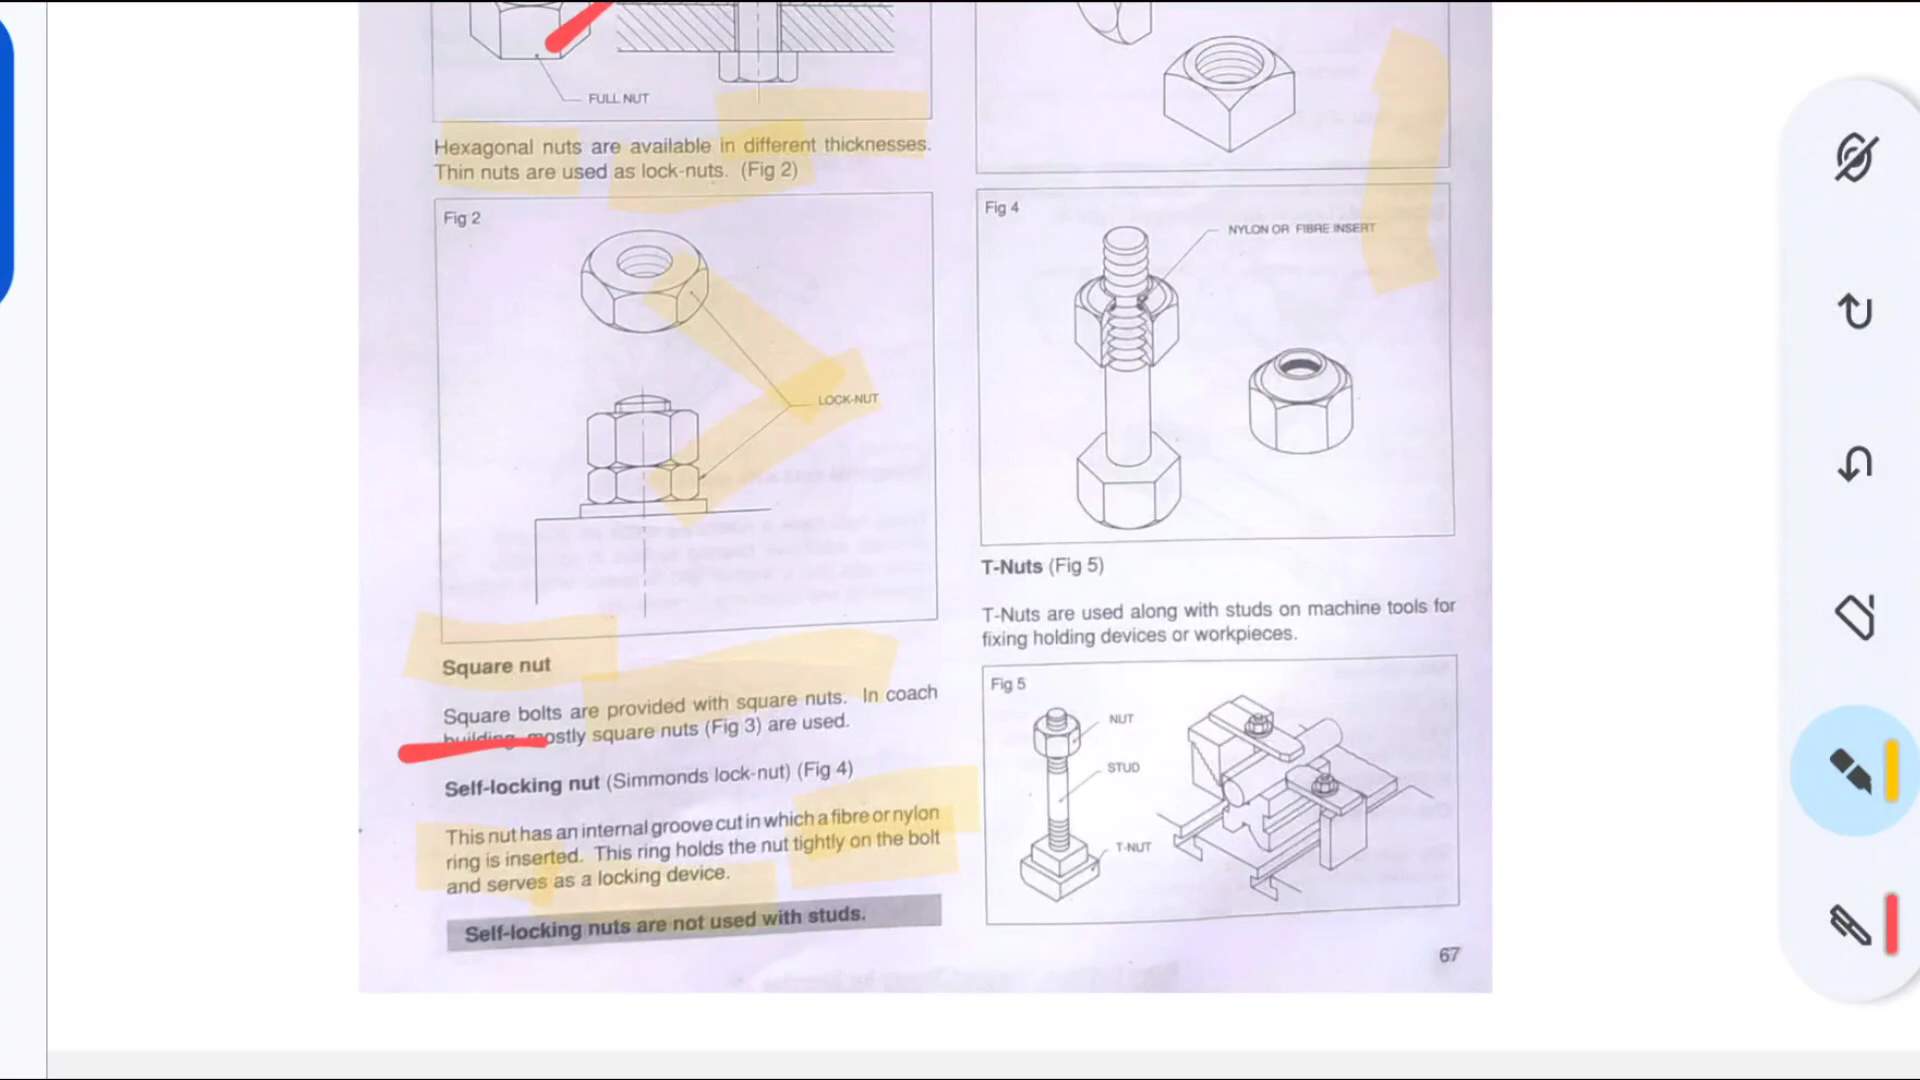 FULL NUT
Hexagonal nuts are available in different thicknesses.
Thin nuts are used as lock-nuts. (Fig 2)
Fig 2
LOCK-NUT
Square nut
Square bolts are provided with square nuts. In coach
building mostly square nuts (Fig 3) are used.
Self-locking nut (Simmonds lock-nut) (Fig 4)
This nut has an internal groove cut in which a fibre or nylon
ring is inserted. This ring holds the nut tightly on the bolt
and serves as a locking device.
Self-locking nuts are not used with studs.
Fig 4
NYLON OR FIBRE INSERT
T-Nuts (Fig 5)
T-Nuts are used along with studs on machine tools for
fixing holding devices or workpieces.
Fig 5
NUT
STUD
T-NUT
67